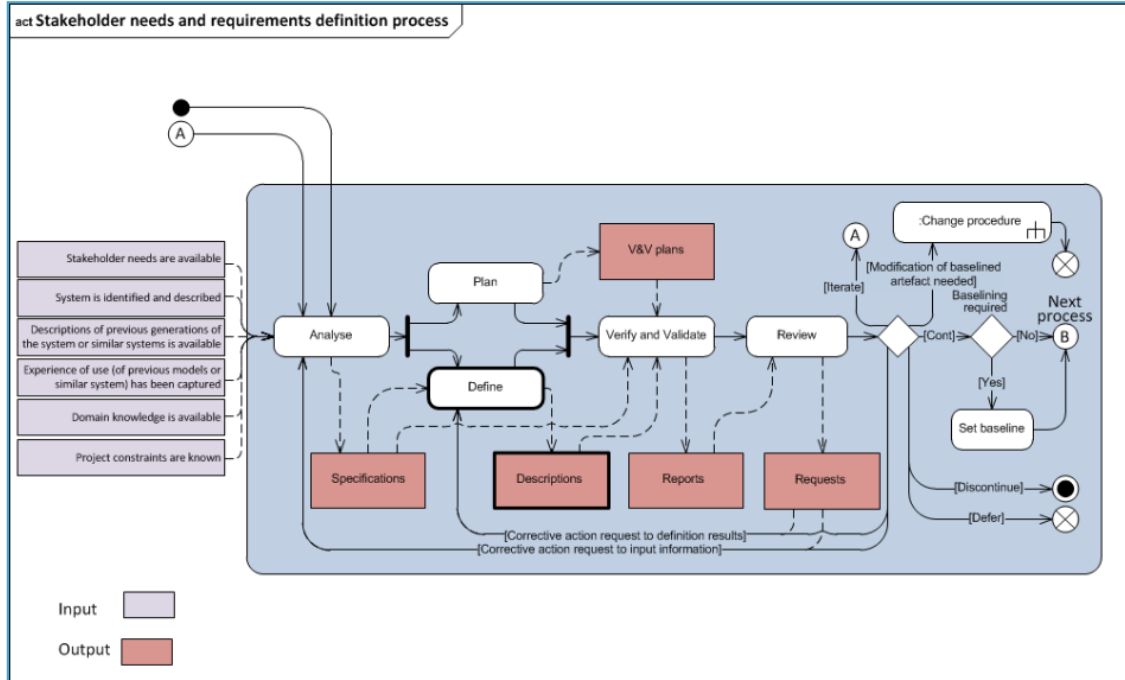 act Stakeholder needs and requirements definition process
A
Stakeholder needs are available
System is identified and described
Descriptions of previous generations of
the system or similar systems is available
Experience of use (of previous models or
similar system) has been captured
Domain knowledge is available
Project constraints are known
Analyse
Plan
Define
V&V plans
Verify and Validate
Review
A
:Change procedure
[Iterate]
[Modification of baselined
artefact needed]
Baselining
required
Next
process
[Cont]
[No]
B
[Yes]
Set baseline
Specifications
Descriptions
Reports
Requests
[Discontinue]
[Defer]
[Corrective action request to definition results]
[Corrective action request to input information]
Input
Output